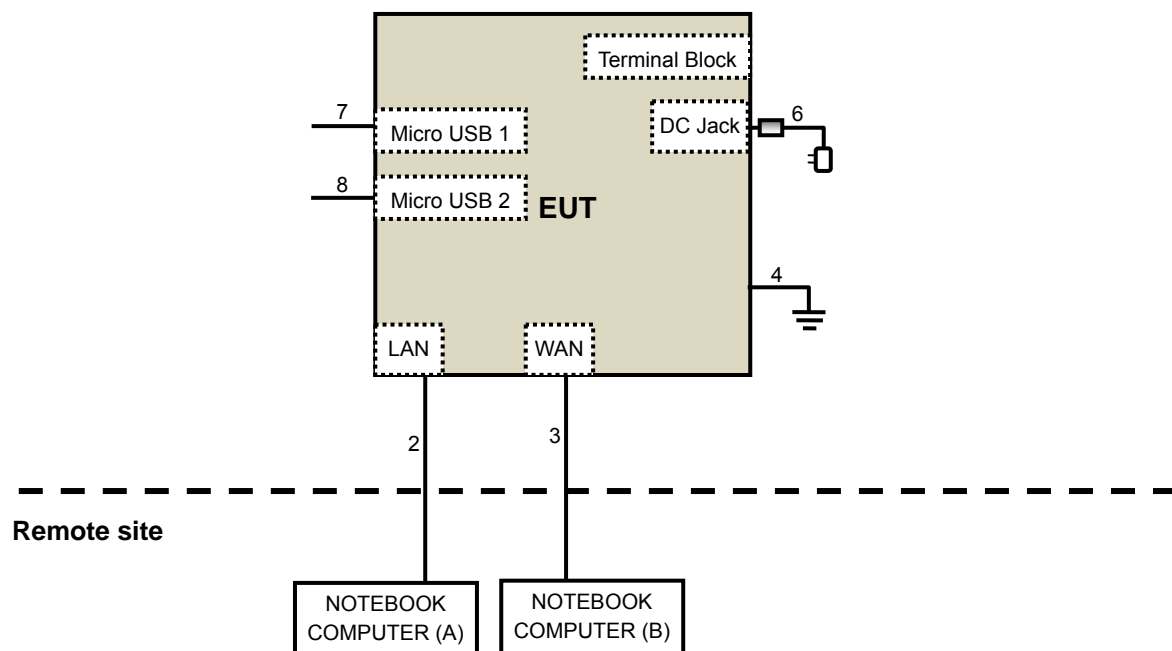 Terminal Block
7
Micro USB 1
DC Jack
6
8
Micro USB 2
EUT
4
LAN
WAN
2
3
Remote site
NOTEBOOK
COMPUTER (A)
NOTEBOOK
COMPUTER (B)